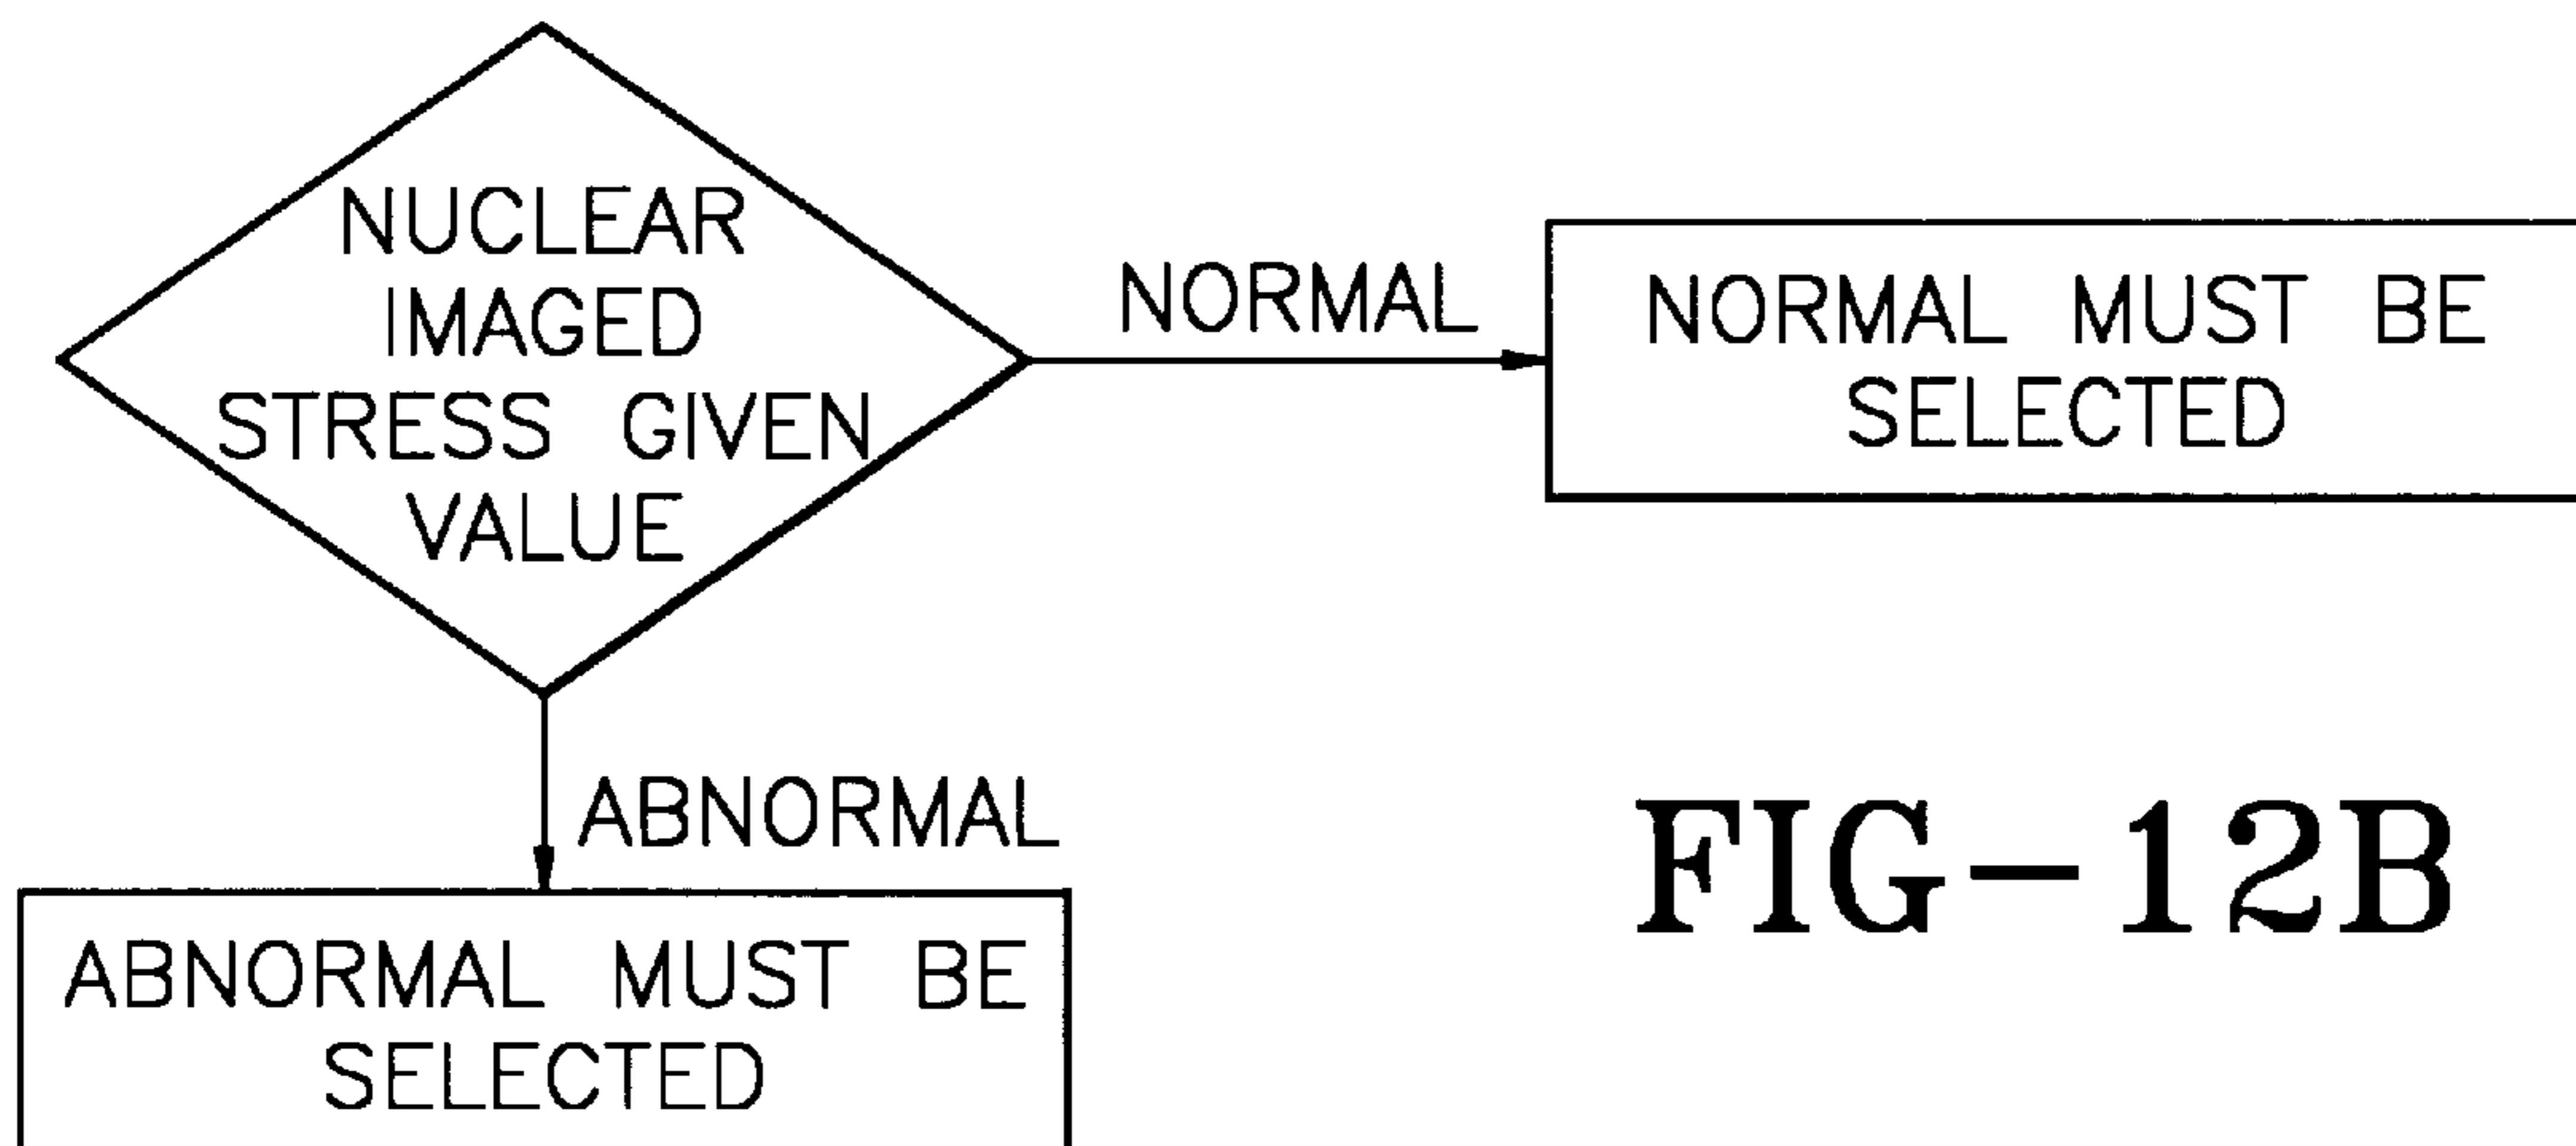 NUCLEAR
IMAGED
STRESS GIVEN
VALUE
NORMAL
NORMAL MUST BE
SELECTED
ABNORMAL
ABNORMAL MUST BE
SELECTED
FIG-12B